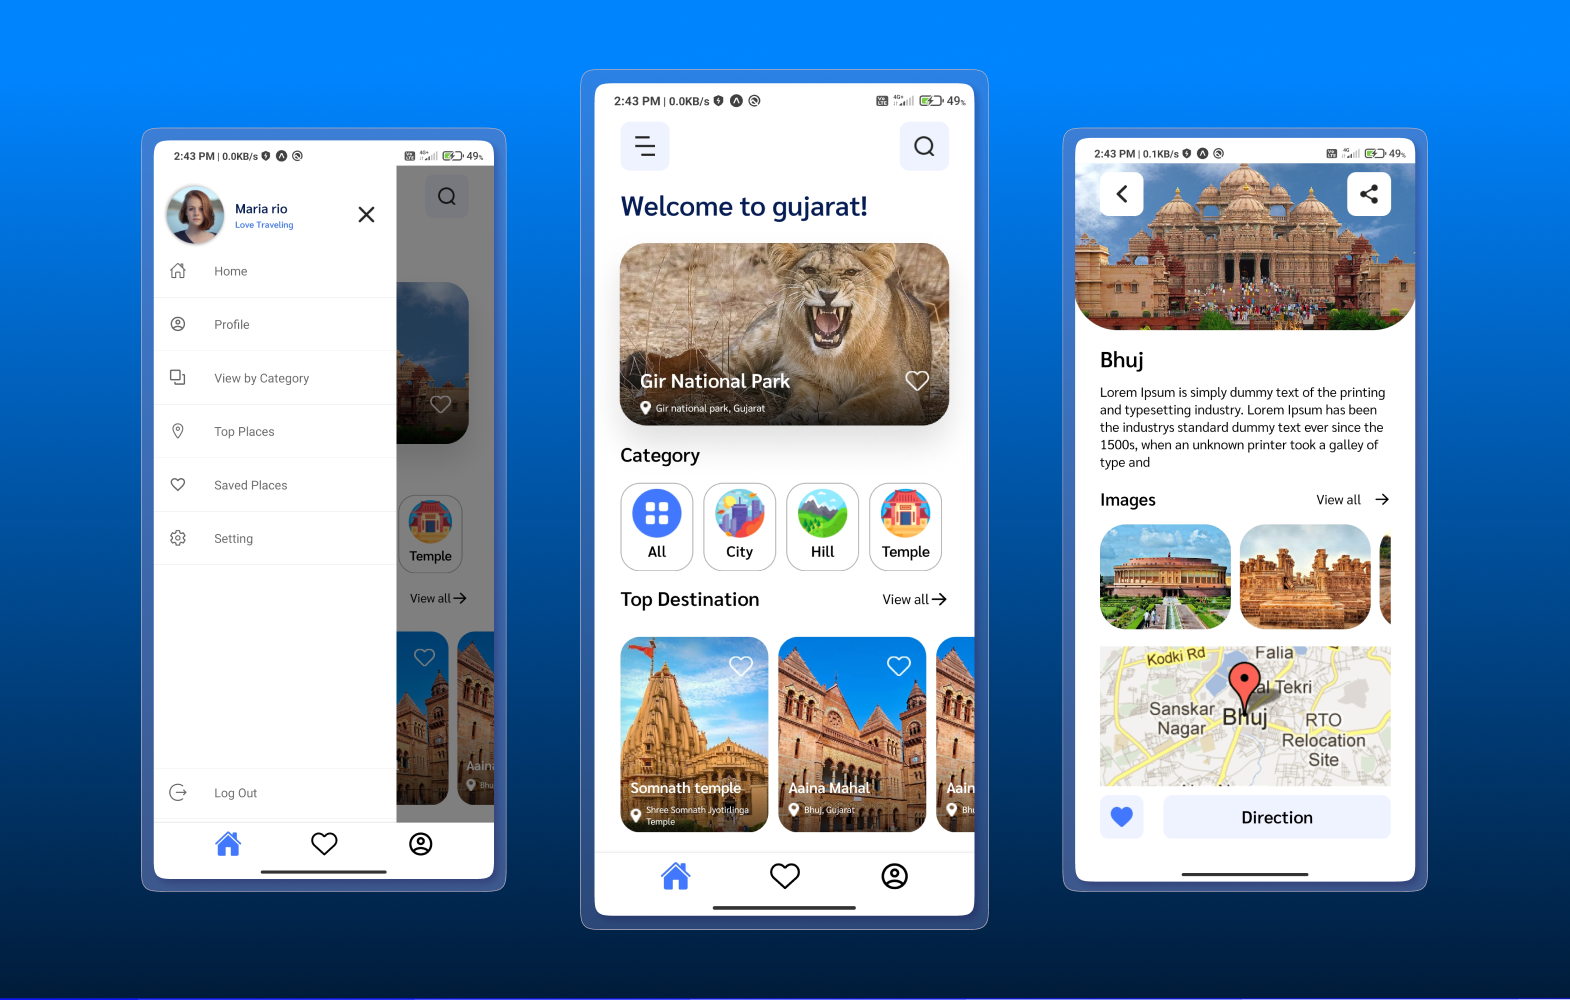 2:43 PM | 0.0KB/s
49%
Maria rio
Love Traveling
Home
Profile
View by Category
Top Places
Saved Places
Setting
Temple
View all
Aain
Bhu
Log Out
2:43 PM | 0.0KB/s
4G+
49%
Welcome to gujarat!
Gir National Park
Gir national park, Gujarat
Category
All
City
Hill
Temple
Top Destination
View all
Somnath temple
Shree Somnath Jyotirlinga
Temple
Aaina Mahal
Bhuj, Gujarat
Aain
Bhu
2:43 PM | 0.1KB/s
4G
49%
Bhuj
Lorem Ipsum is simply dummy text of the printing
and typesetting industry. Lorem Ipsum has been
the industrys standard dummy text ever since the
1500s, when an unknown printer took a galley of
type and
Images
View all
Kodki Rd
Falia
al Tekri
Sanskar
Nagar
Bhuj
RTO
Relocation
Site
Direction